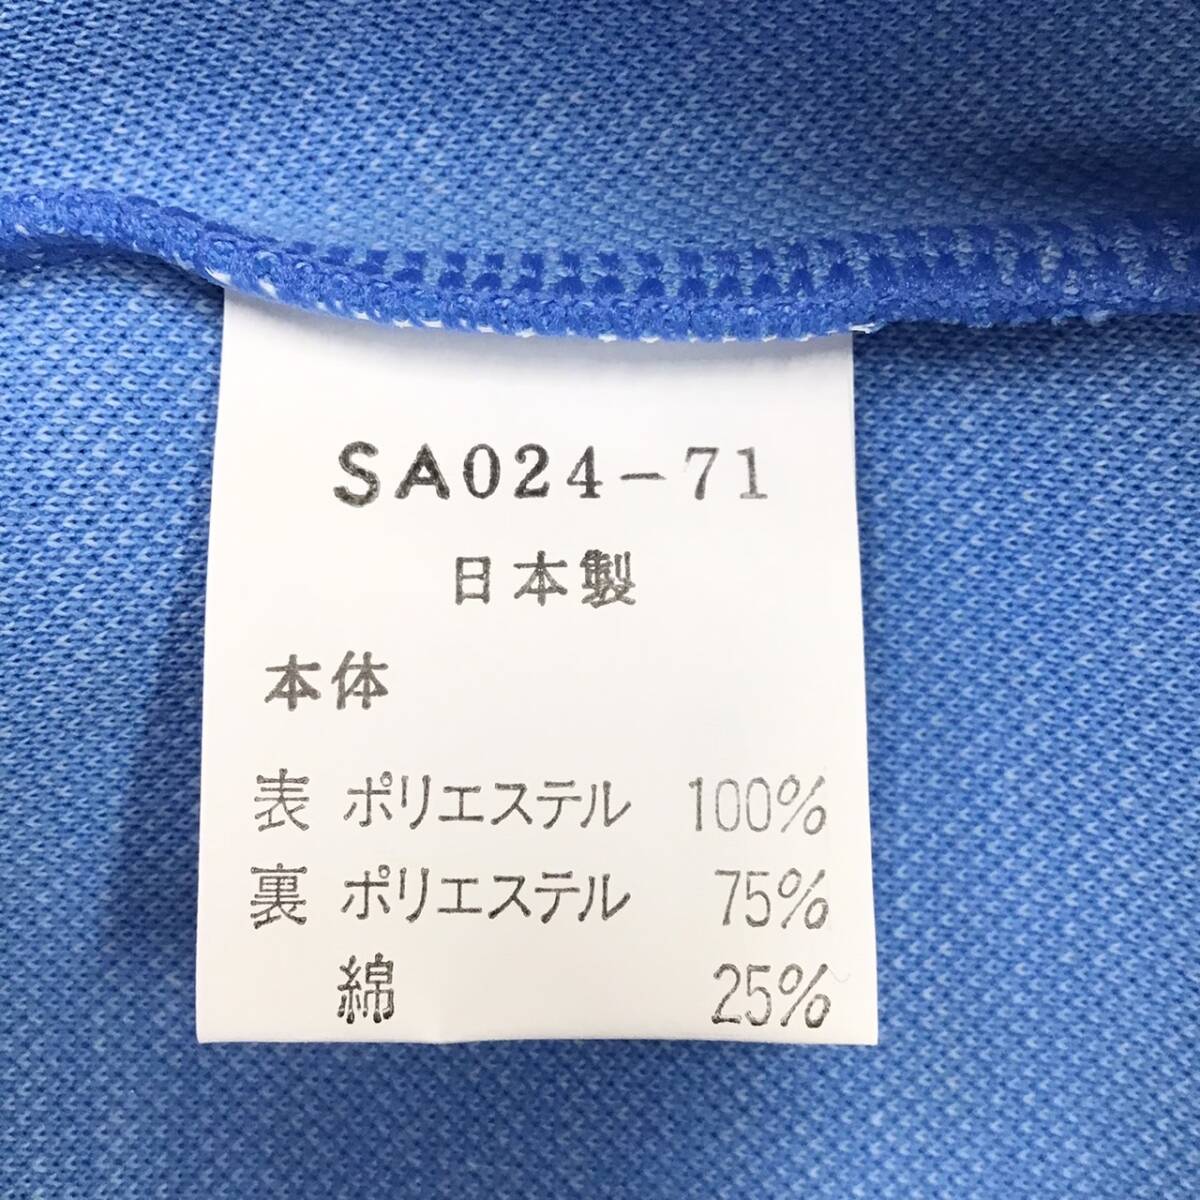 SA024-71
日本製
本体
表 ポリエステル 100%
裏 ポリエステル 75%
綿 25%